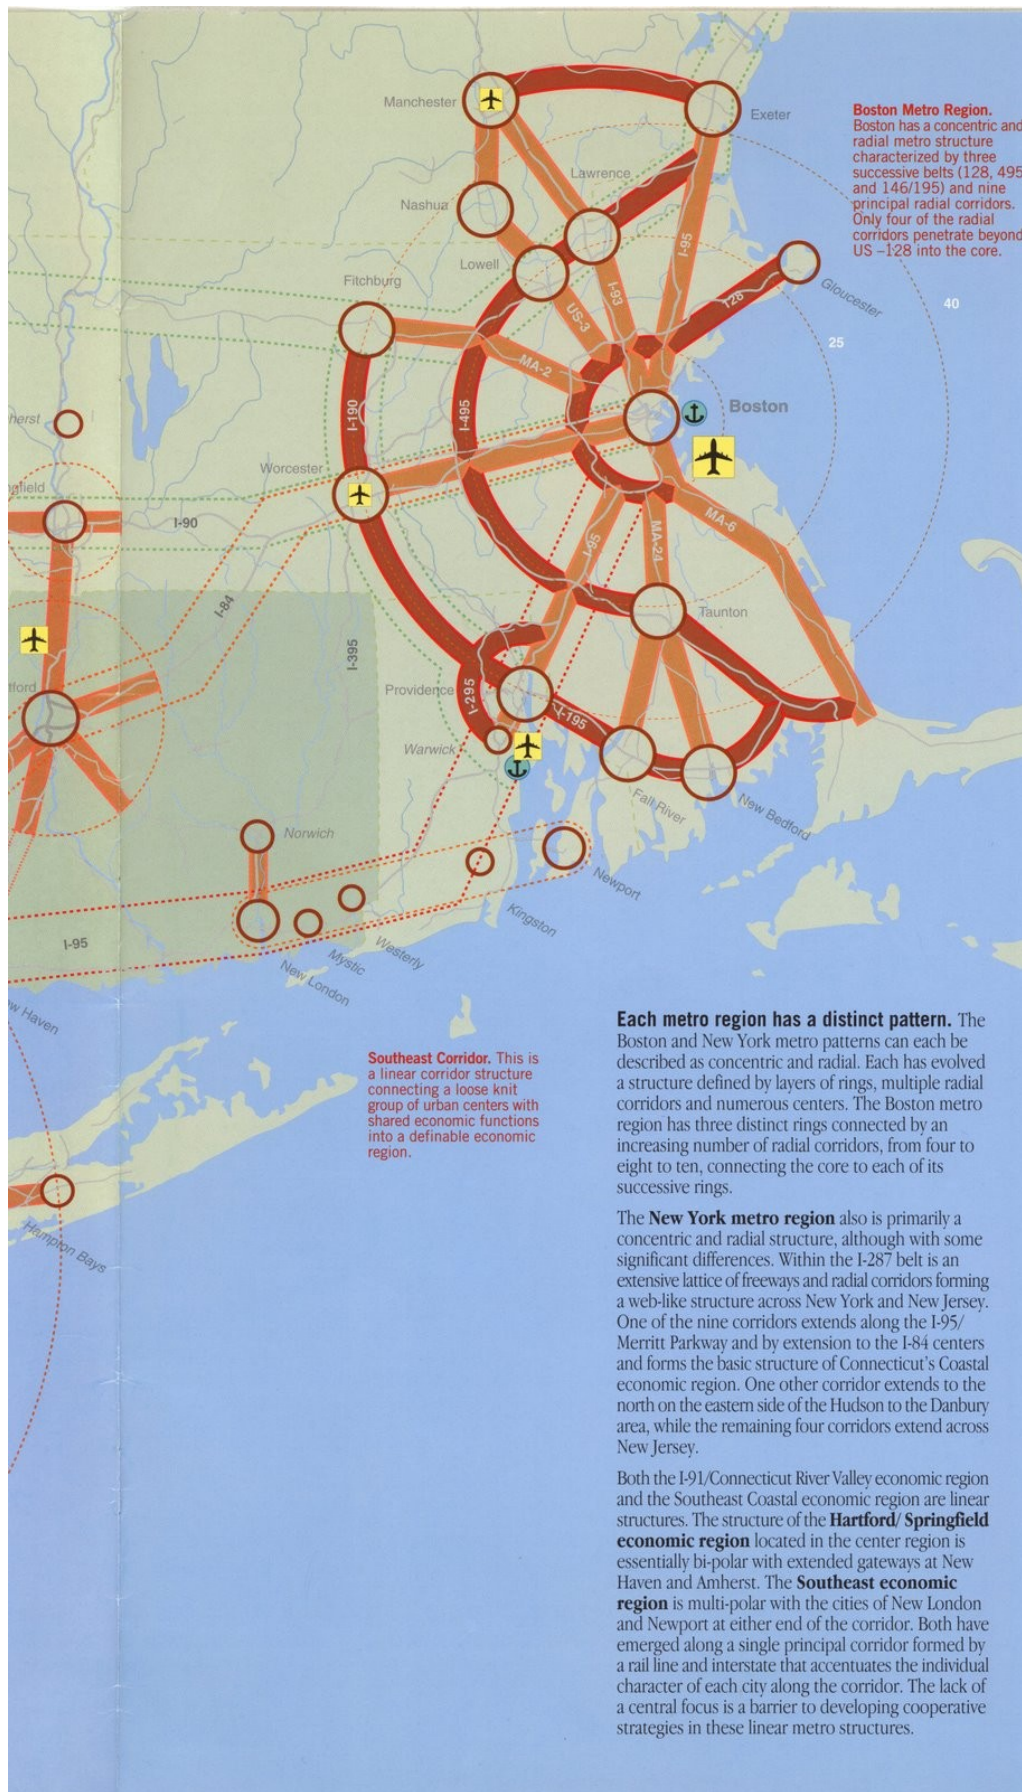 Manchester
Exeter
Boston Metro Region.
Boston has a concentric and
radial metro structure
characterized by three
successive belts (128, 495
and 146/195) and nine
principal radial corridors.
Only four of the radial
corridors penetrate beyond
US –128 into the core.
Lawrence
Nashua
I-95
Lowell
Fitchburg
I-93
128
Gloucester
40
US-3
25
MA-2
I-190
I-495
Boston
herst
Worcester
ngfield
I-90
MA-6
MA-24
I-95
I-84
Taunton
I-395
tford
Providence
I-295
I-195
Warwick
Fall River
New Bedford
Norwich
Newport
Kingston
I-95
Westerly
Mystic
New London
ew Haven
Each metro region has a distinct pattern. The
Boston and New York metro patterns can each be
described as concentric and radial. Each has evolved
a structure defined by layers of rings, multiple radial
corridors and numerous centers. The Boston metro
region has three distinct rings connected by an
increasing number of radial corridors, from four to
eight to ten, connecting the core to each of its
successive rings.
Southeast Corridor. This is
a linear corridor structure
connecting a loose knit
group of urban centers with
shared economic functions
into a definable economic
region.
Hampton Bays
The New York metro region also is primarily a
concentric and radial structure, although with some
significant differences. Within the I-287 belt is an
extensive lattice of freeways and radial corridors forming
a web-like structure across New York and New Jersey.
One of the nine corridors extends along the I-95/
Merritt Parkway and by extension to the I-84 centers
and forms the basic structure of Connecticut's Coastal
economic region. One other corridor extends to the
north on the eastern side of the Hudson to the Danbury
area, while the remaining four corridors extend across
New Jersey.
Both the I-91/Connecticut River Valley economic region
and the Southeast Coastal economic region are linear
structures. The structure of the Hartford/ Springfield
economic region located in the center region is
essentially bi-polar with extended gateways at New
Haven and Amherst. The Southeast economic
region is multi-polar with the cities of New London
and Newport at either end of the corridor. Both have
emerged along a single principal corridor formed by
a rail line and interstate that accentuates the individual
character of each city along the corridor. The lack of
a central focus is a barrier to developing cooperative
strategies in these linear metro structures.